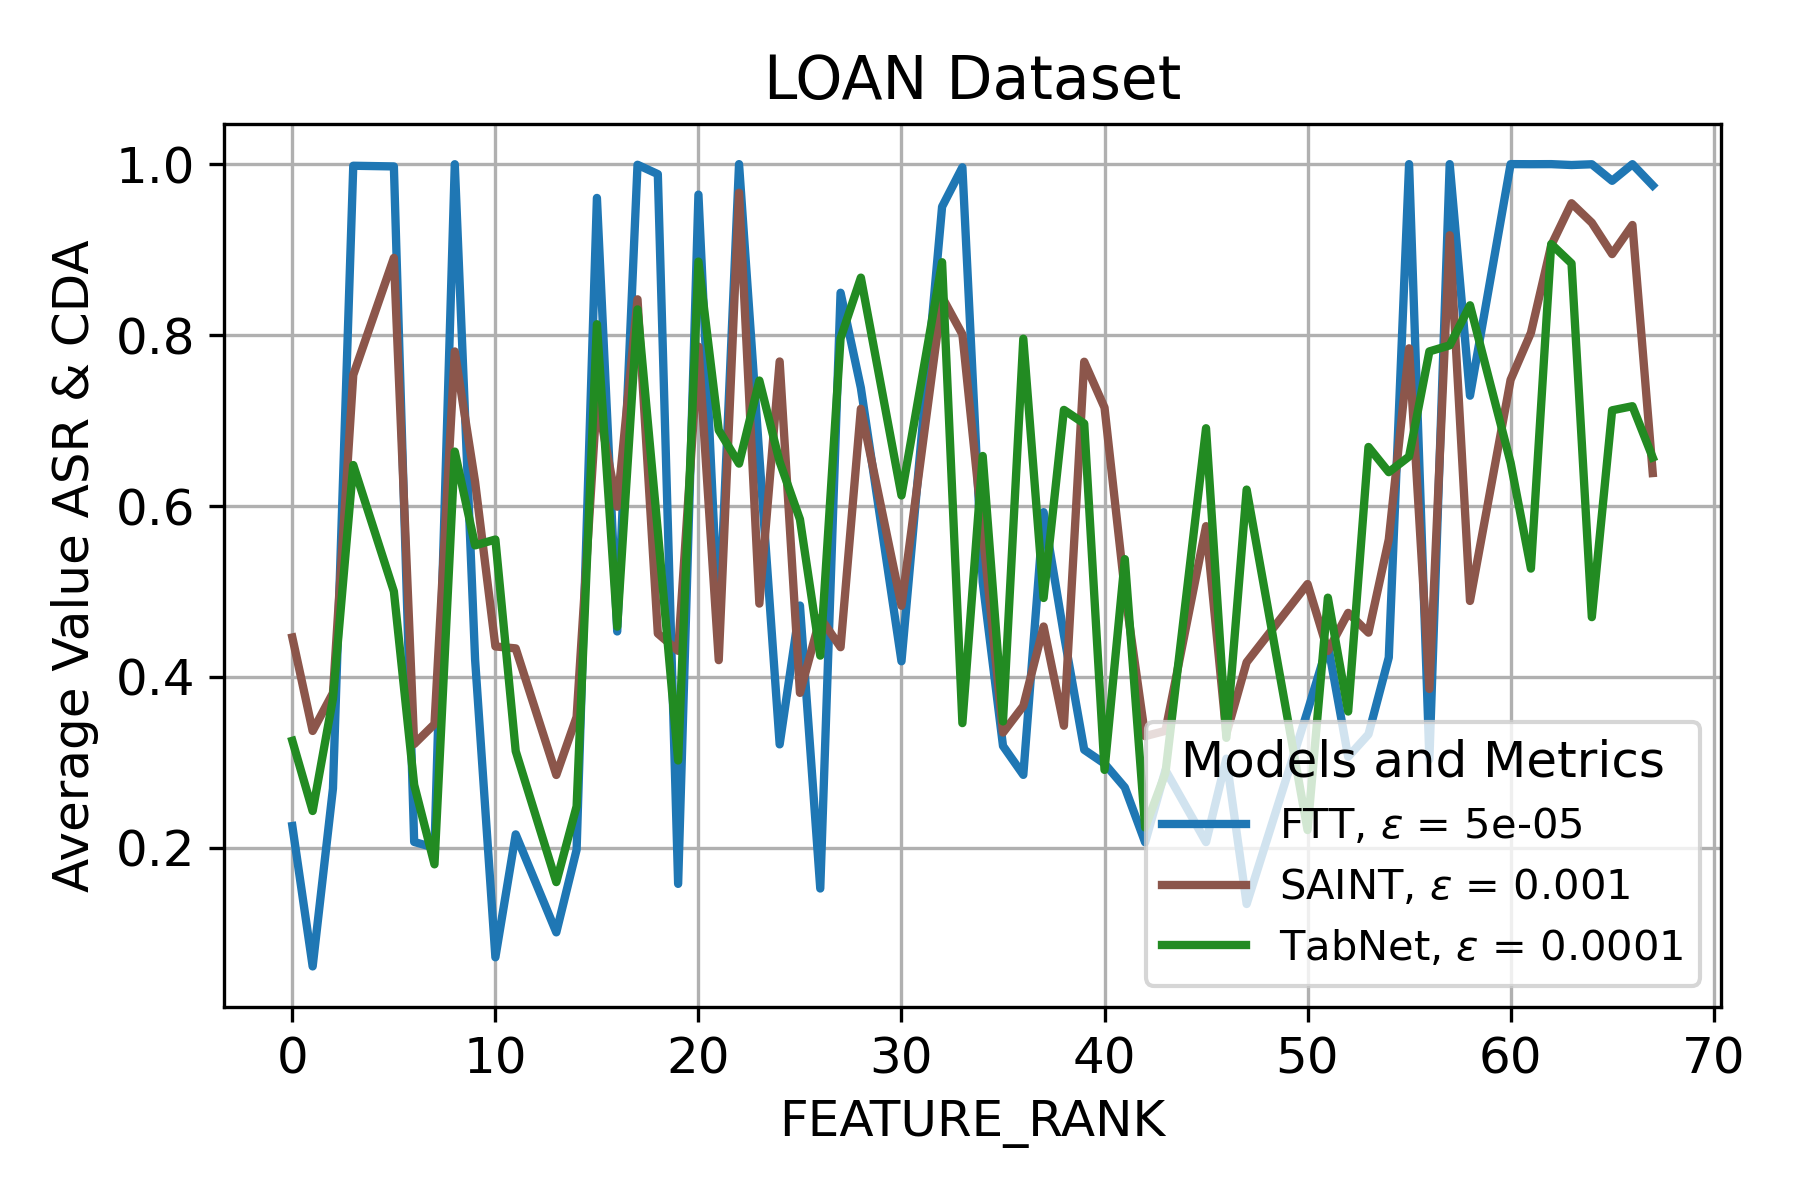 LOAN Dataset
Average Value ASR & CDA
1.0
0.8
0.6
0.4
0.2
Models and Metrics
FTT, ε = 5e-05
SAINT, ε = 0.001
TabNet, ε = 0.0001
0 10 20 30 40 50 60 70
FEATURE_RANK